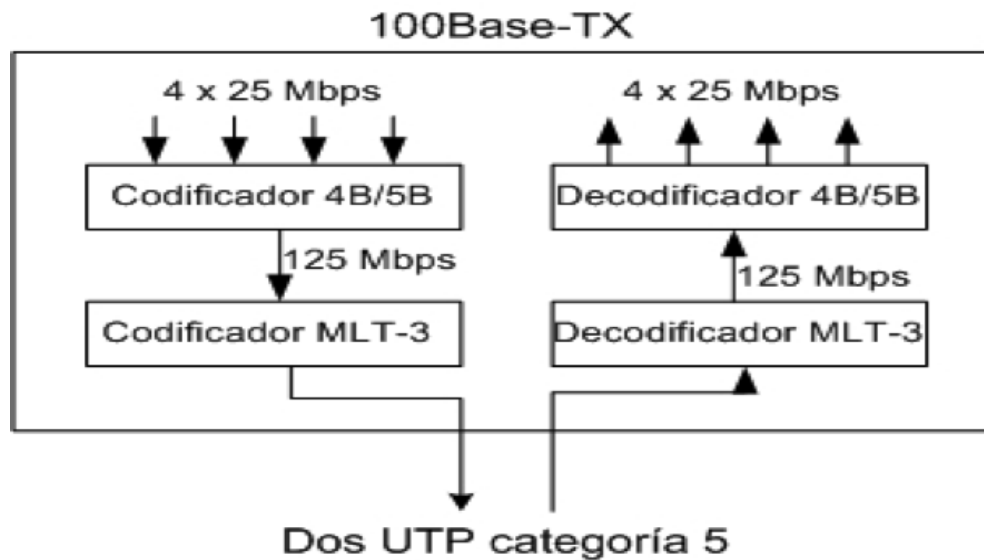 100Base-TX
4 x 25 Mbps
4 x 25 Mbps
Codificador 4B/5B
Decodificador 4B/5B
125 Mbps
125 Mbps
Codificador MLT-3
Decodificador MLT-3
Dos UTP categoría 5